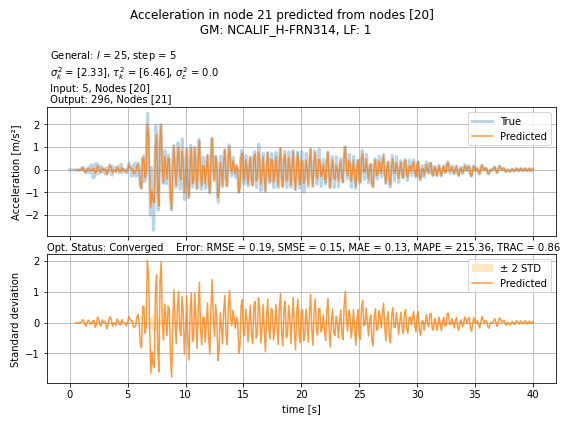 Acceleration in node 21 predicted from nodes [20]
GM: NCALIF_H-FRN314, LF: 1
General: l = 25, step = 5
σ²ₖ = [2.33], τ²ₖ = [6.46], σ²ε = 0.0
Input: 5, Nodes [20]
Output: 296, Nodes [21]
Acceleration [m/s²]
2
1
0
−1
−2
True
Predicted
Opt. Status: Converged Error: RMSE = 0.19, SMSE = 0.15, MAE = 0.13, MAPE = 215.36, TRAC = 0.86
Standard deviation
2
1
0
−1
± 2 STD
Predicted
0 5 10 15 20 25 30 35 40
time [s]